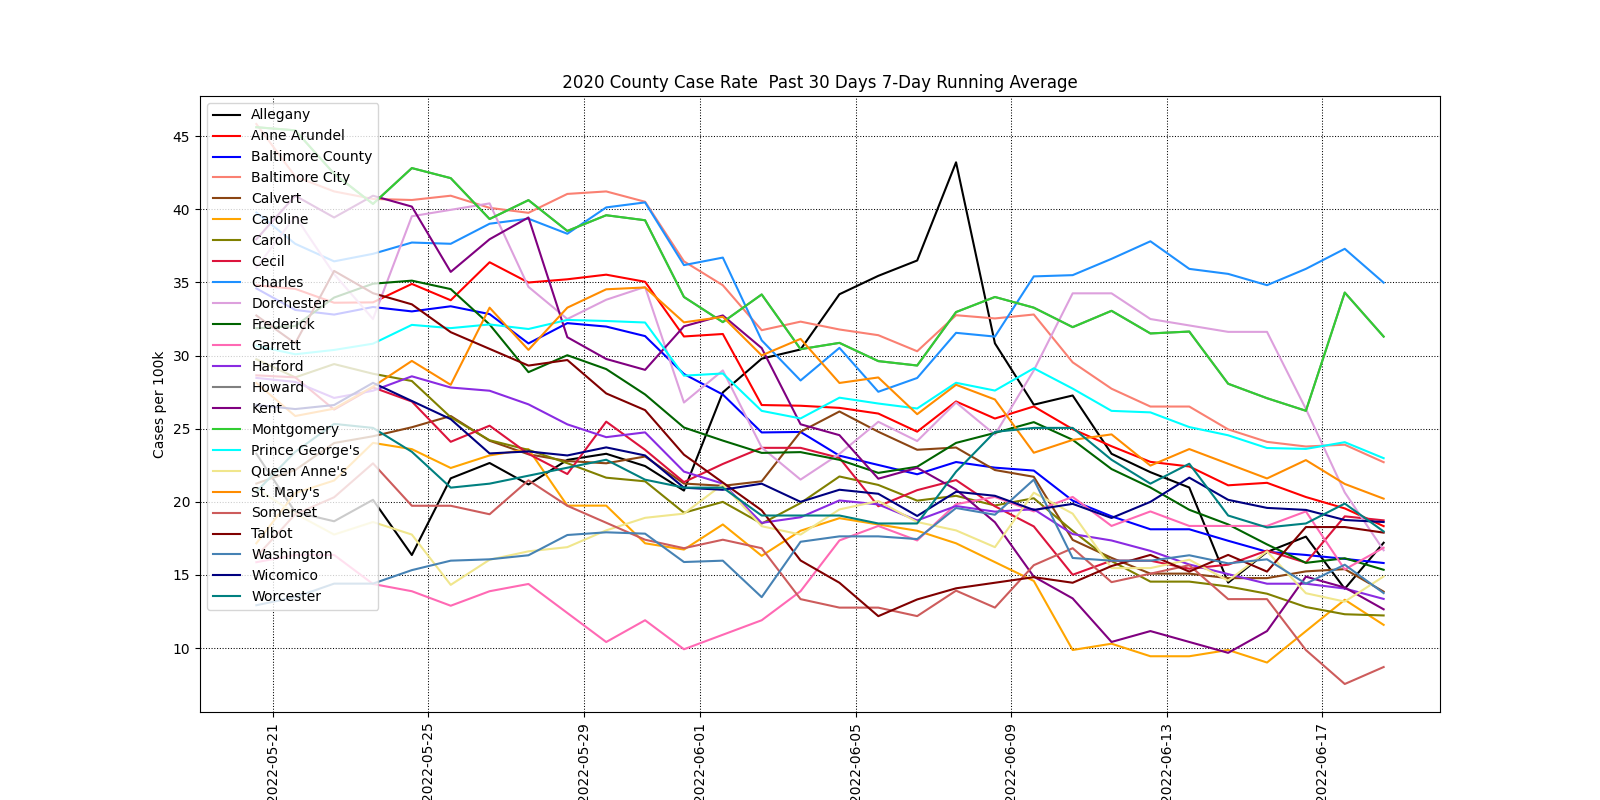 2020 County Case Rate  Past 30 Days 7-Day Running Average
Cases per 100k
45
40
35
30
25
20
15
10
Allegany
Anne Arundel
Baltimore County
Baltimore City
Calvert
Caroline
Caroll
Cecil
Charles
Dorchester
Frederick
Garrett
Harford
Howard
Kent
Montgomery
Prince George's
Queen Anne's
St. Mary's
Somerset
Talbot
Washington
Wicomico
Worcester
2022-05-21
2022-05-25
2022-05-29
2022-06-01
2022-06-05
2022-06-09
2022-06-13
2022-06-17